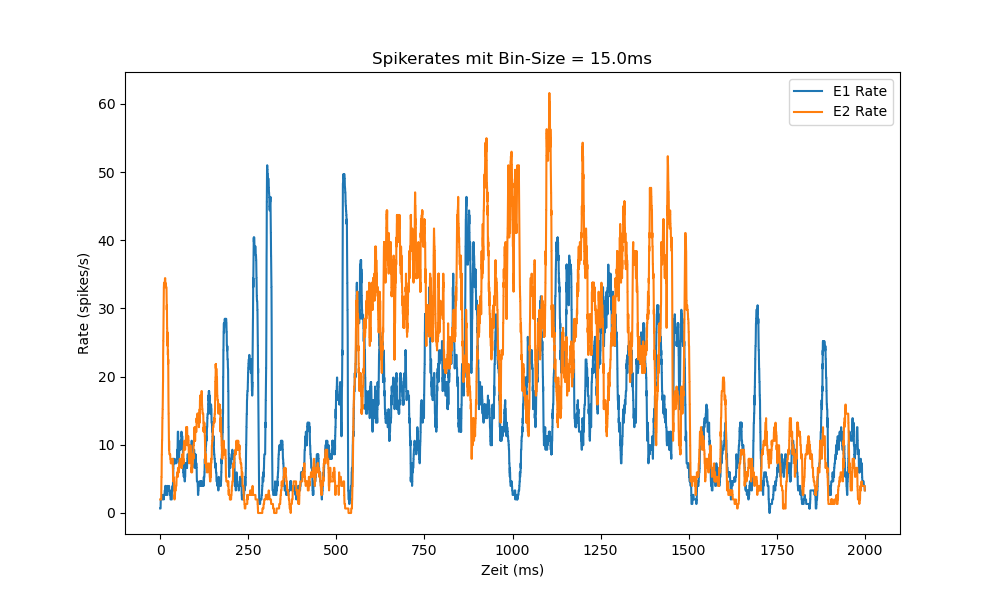 Spikerates mit Bin-Size = 15.0ms
E1 Rate
E2 Rate
Rate (spikes/s)
60
50
40
30
20
10
0
0 250 500 750 1000 1250 1500 1750 2000
Zeit (ms)